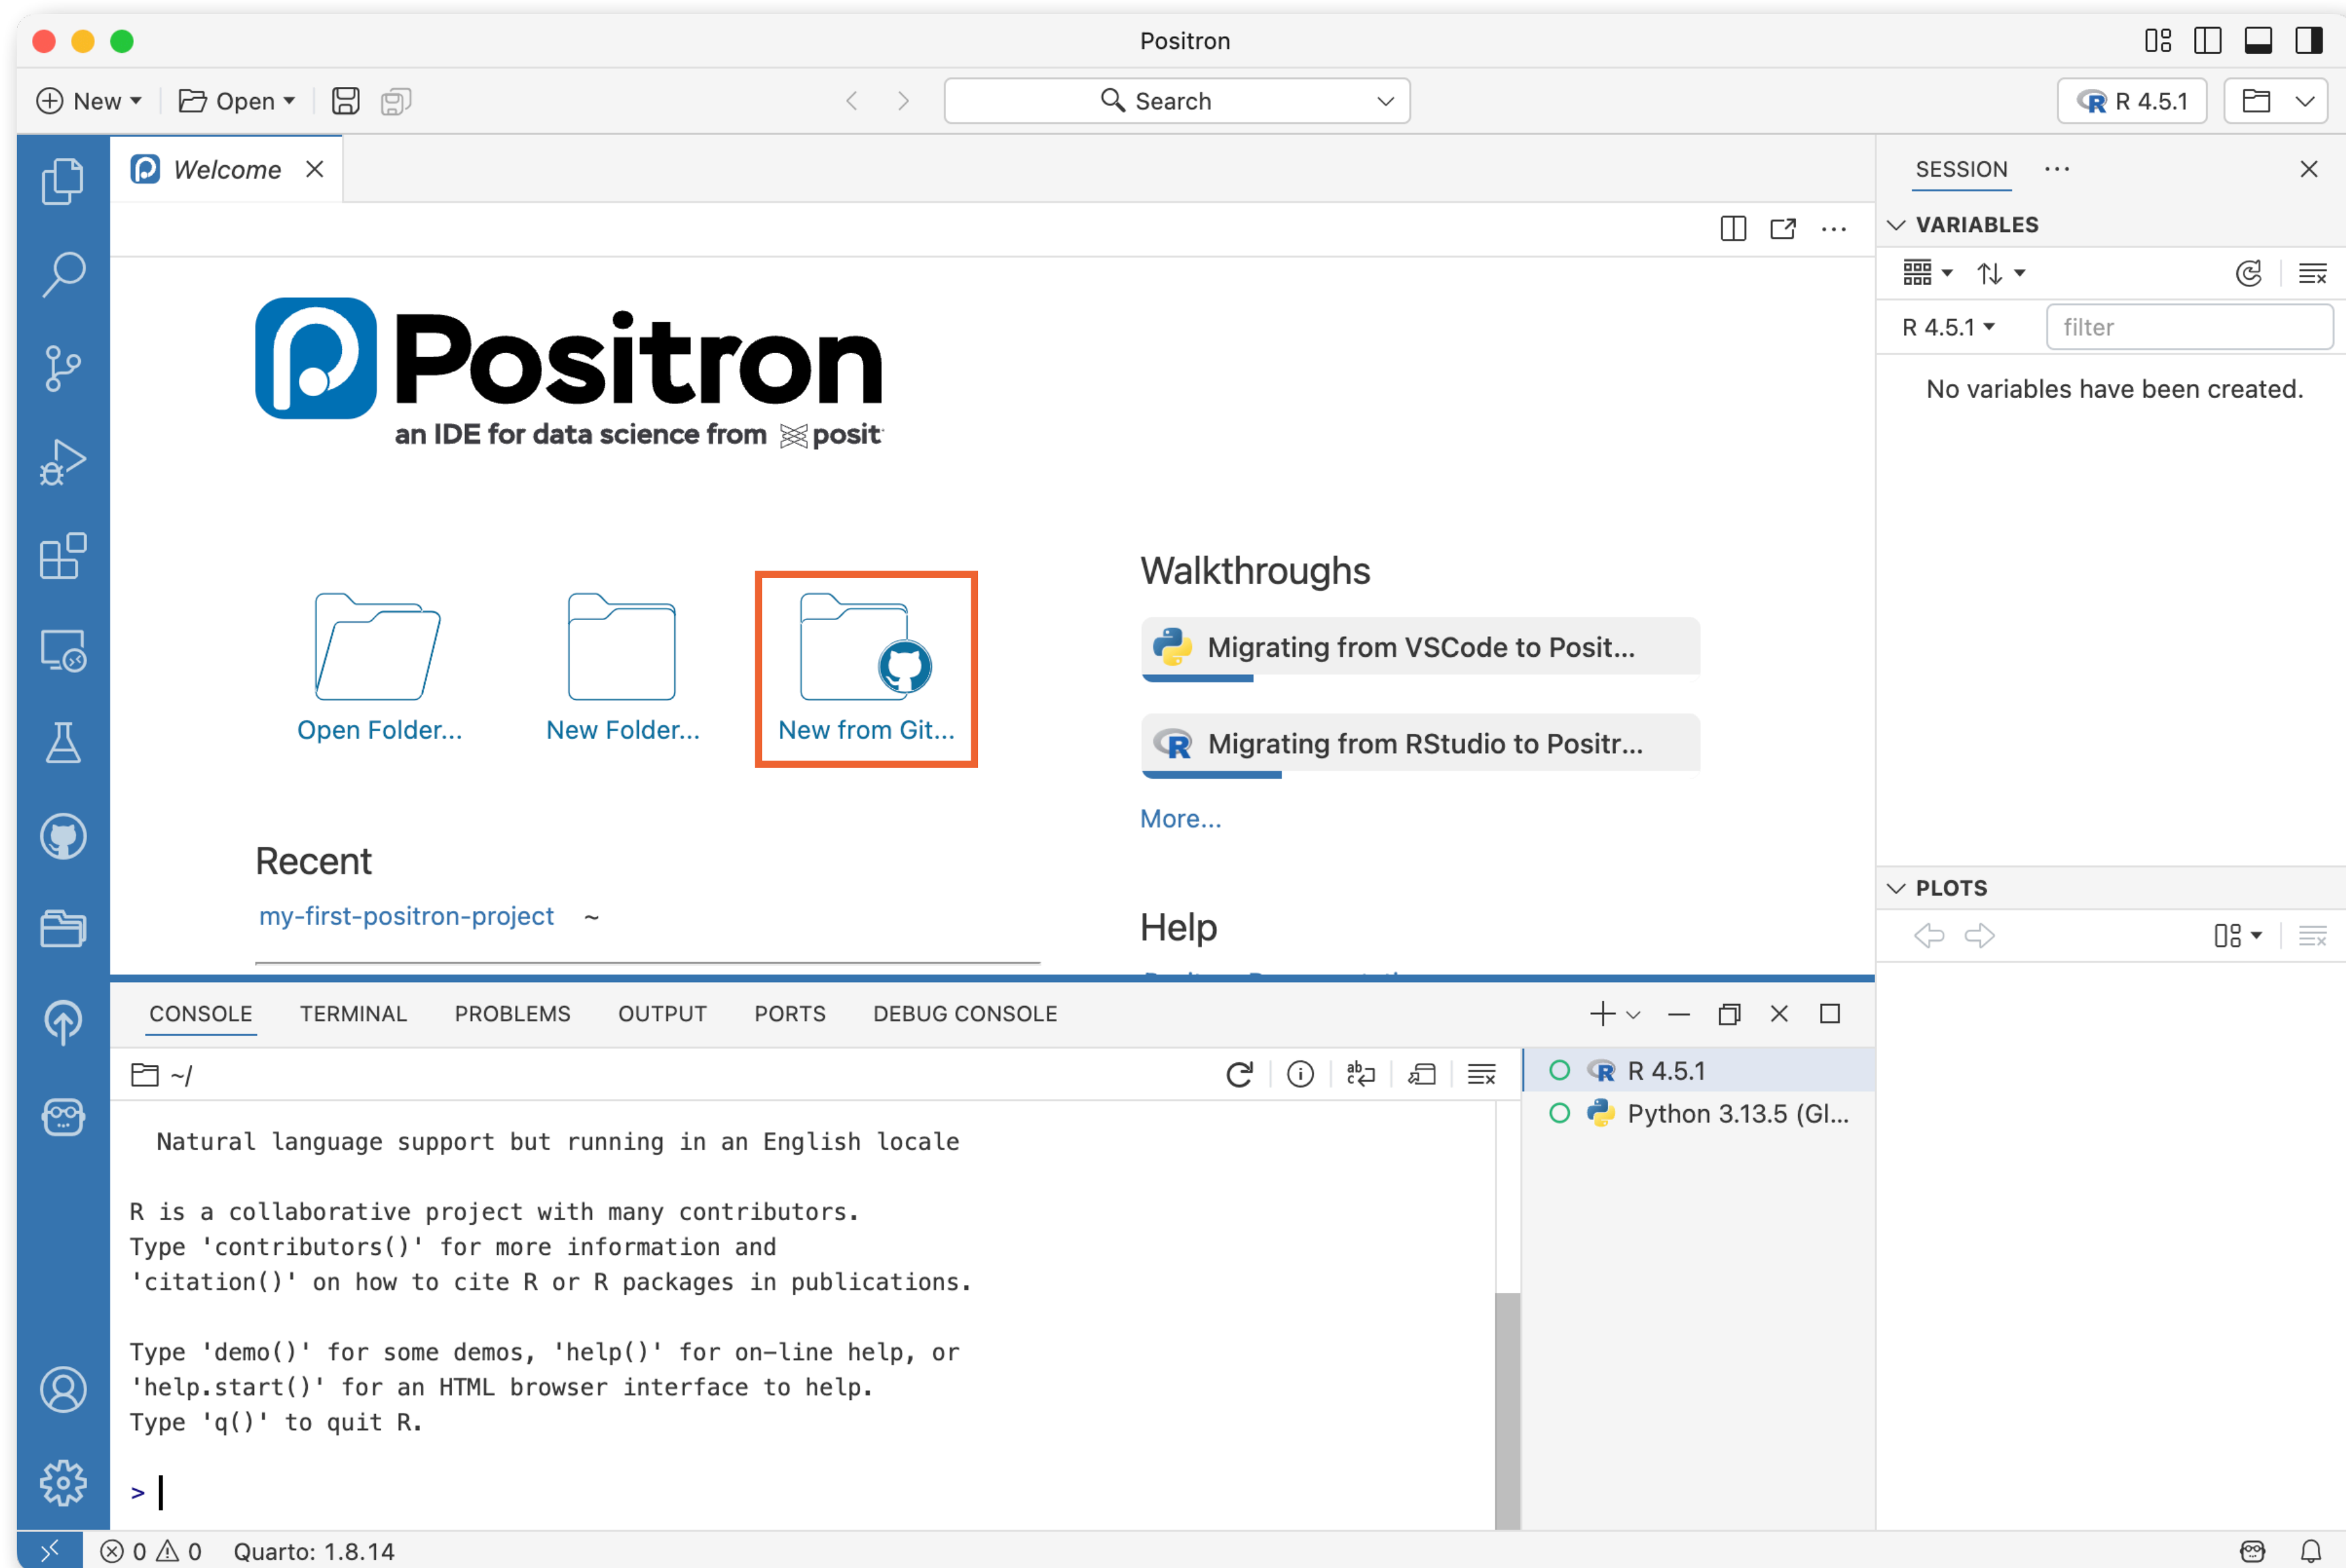 Positron
New
Open
Search
R 4.5.1
Welcome
Positron
an IDE for data science from posit
Open Folder...
New Folder...
New from Git...
Walkthroughs
Migrating from VSCode to Posit...
Migrating from RStudio to Positr...
More...
Recent
my-first-positron-project ~
Help
SESSION
VARIABLES
R 4.5.1
filter
No variables have been created.
PLOTS
CONSOLE TERMINAL PROBLEMS OUTPUT PORTS DEBUG CONSOLE
~/
Natural language support but running in an English locale
R is a collaborative project with many contributors.
Type 'contributors()' for more information and
'citation()' on how to cite R or R packages in publications.
Type 'demo()' for some demos, 'help()' for on-line help, or
'help.start()' for an HTML browser interface to help.
Type 'q()' to quit R.
>
R 4.5.1
Python 3.13.5 (Gl...
0 0 Quarto: 1.8.14